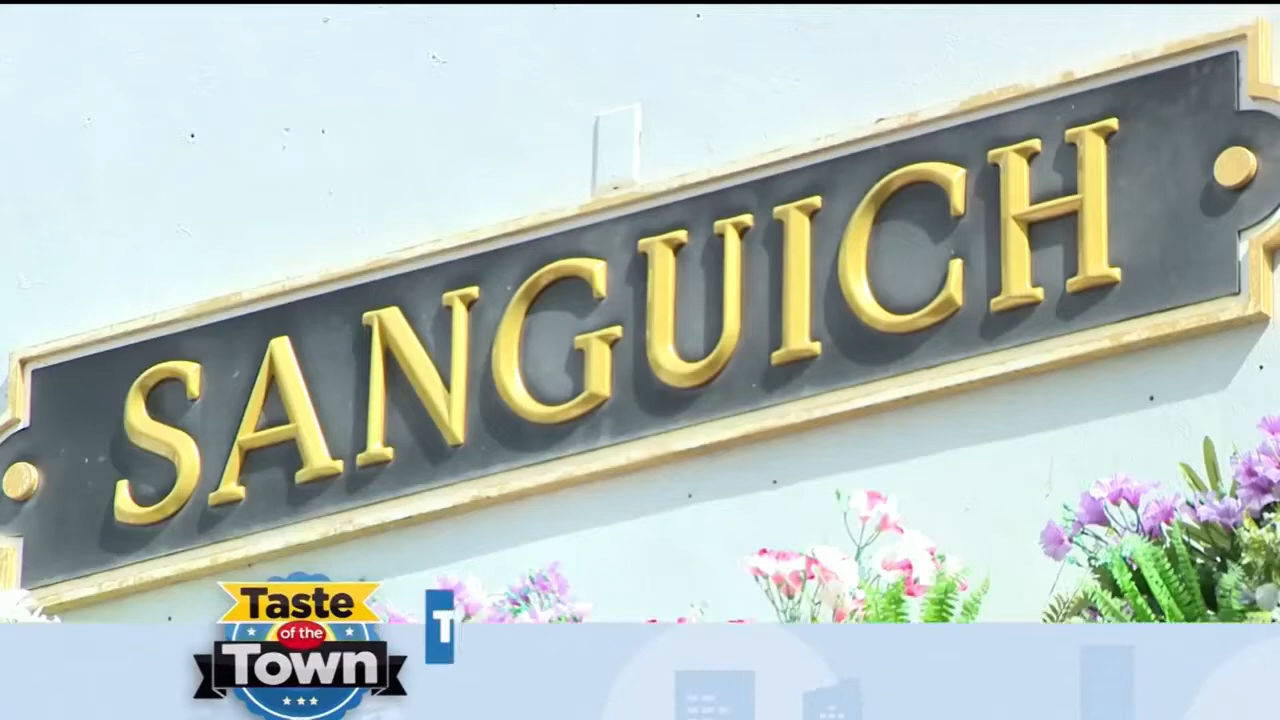 SANGUICH
Taste
of the
Town
T